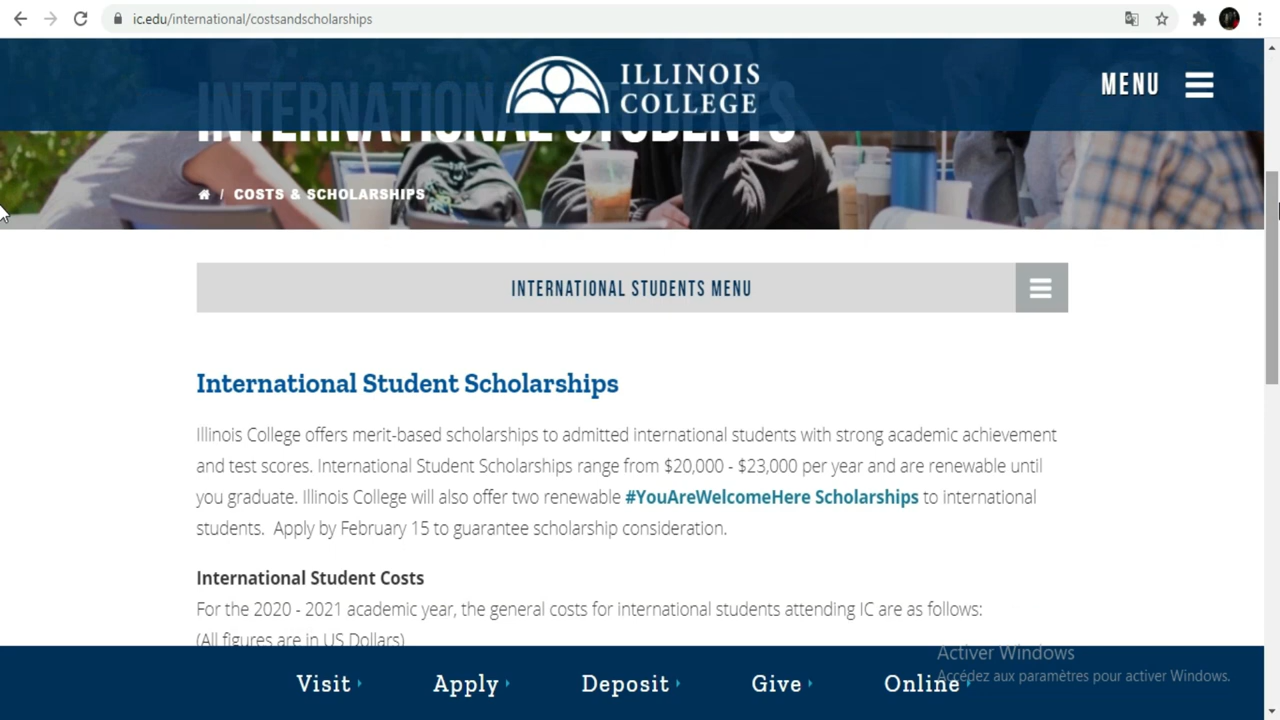 ic.edu/international/costsandscholarships
INTERNATIONAL STUDENTS
ILLINOIS
COLLEGE
MENU
/ COSTS & SCHOLARSHIPS
INTERNATIONAL STUDENTS MENU
International Student Scholarships
Illinois College offers merit-based scholarships to admitted international students with strong academic achievement
and test scores. International Student Scholarships range from $20,000 - $23,000 per year and are renewable until
you graduate. Illinois College will also offer two renewable #YouAreWelcomeHere Scholarships to international
students. Apply by February 15 to guarantee scholarship consideration.
International Student Costs
For the 2020 - 2021 academic year, the general costs for international students attending IC are as follows:
(All figures are in US Dollars)
Activer Windows
Accédez aux paramètres pour activer Windows.
Visit Apply Deposit Give Online